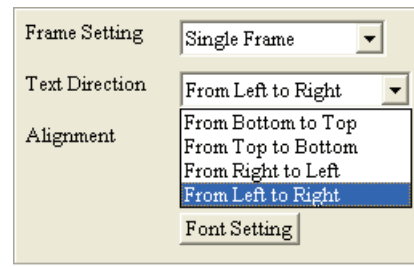 Frame Setting Single Frame
Text Direction From Left to Right
From Bottom to Top
Alignment
From Top to Bottom
From Right to Left
From Left to Right
Font Setting